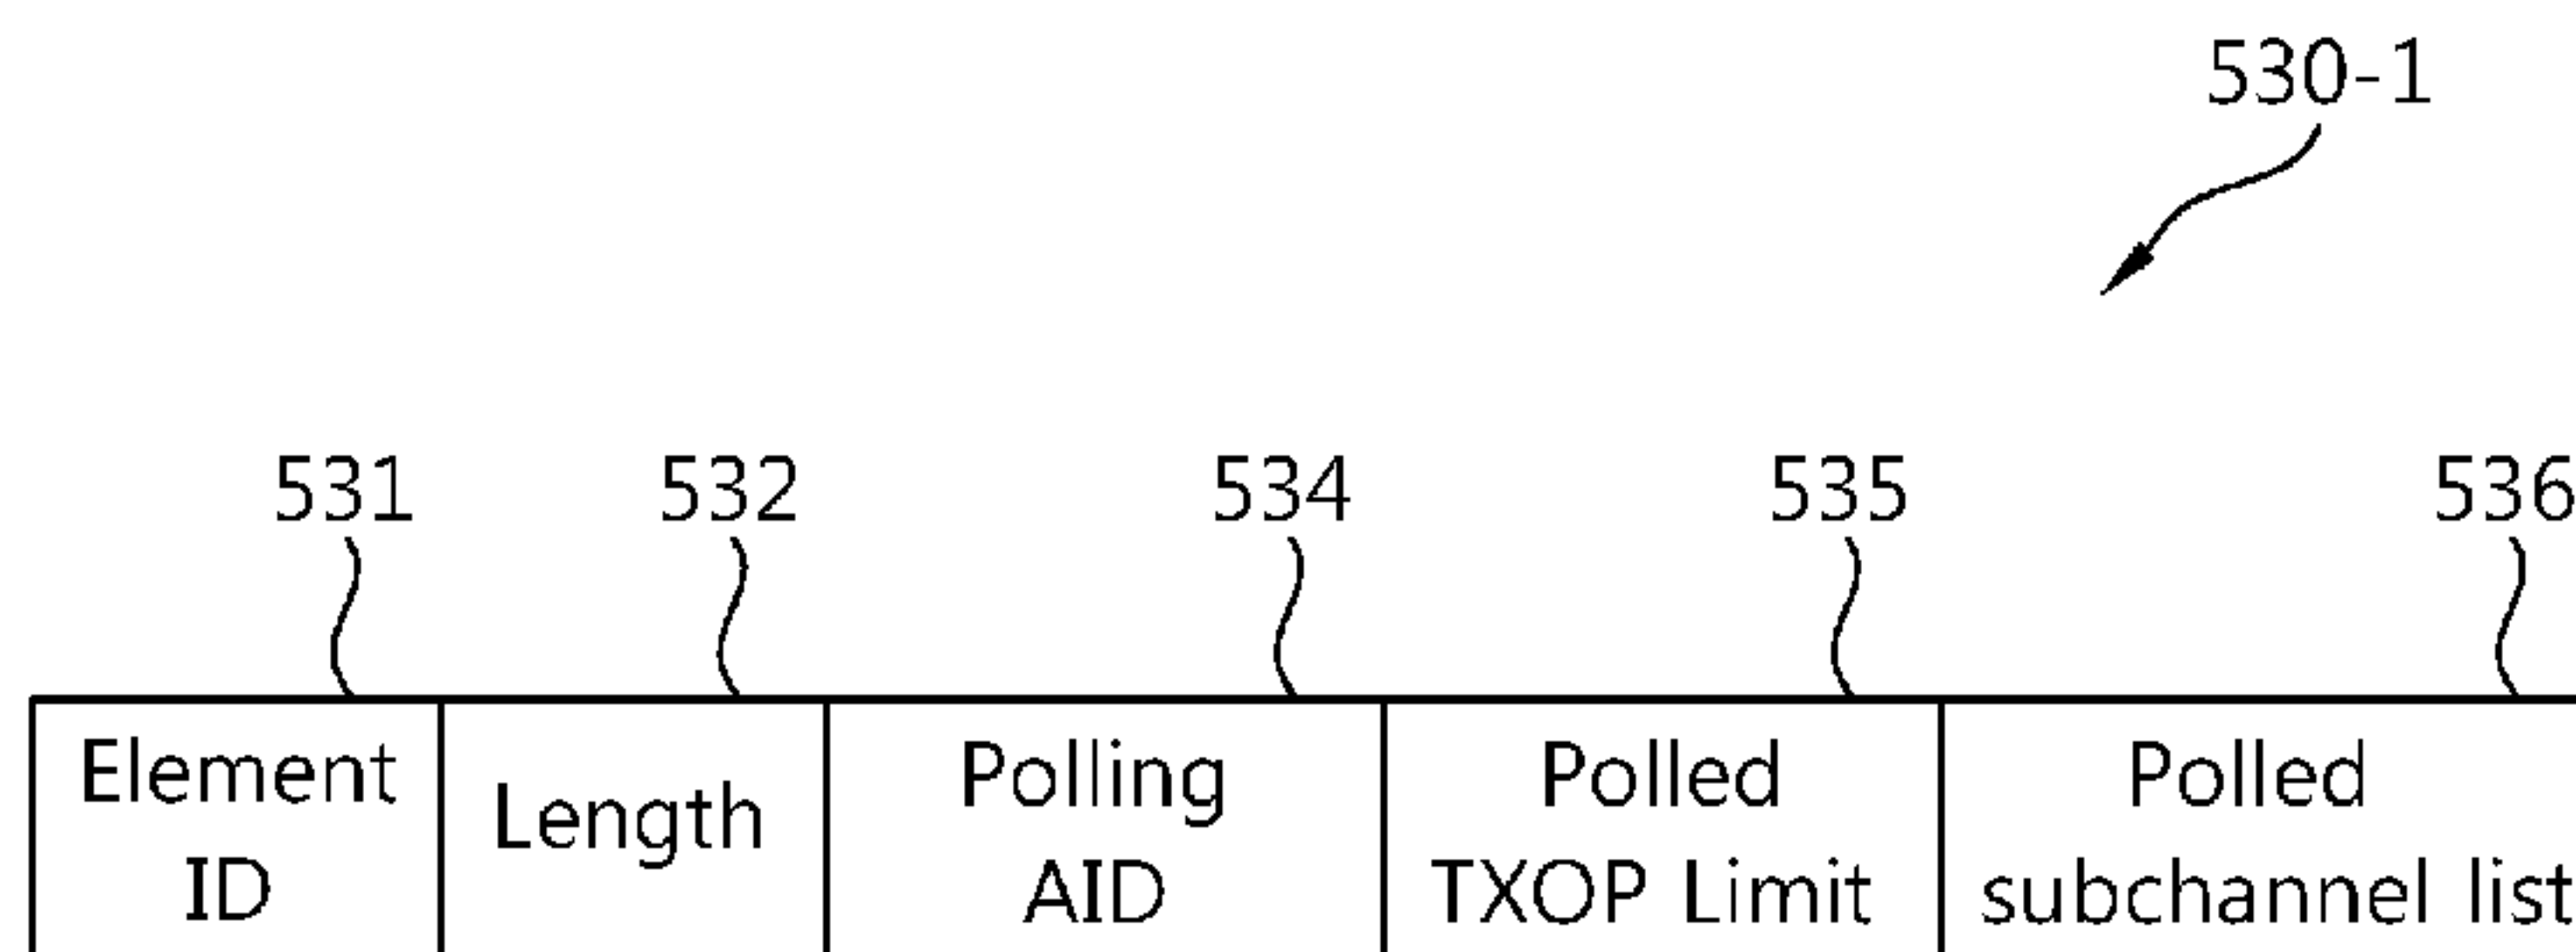 530-1
531 532 534 535 536
Element ID
Length
Polling AID
Polled TXOP Limit
Polled subchannel list